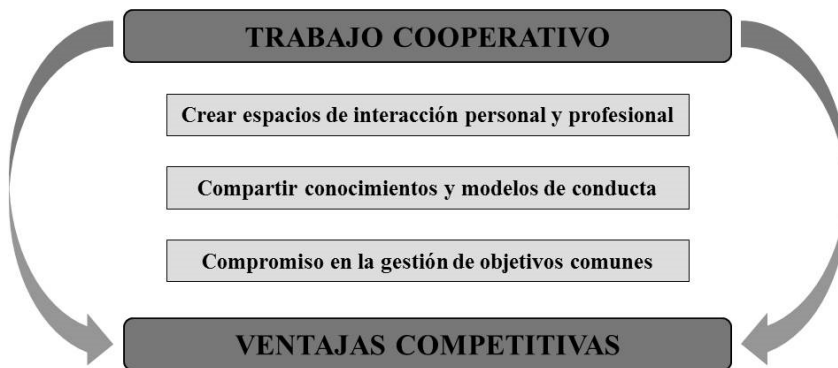 TRABAJO COOPERATIVO
Crear espacios de interacción personal y profesional
Compartir conocimientos y modelos de conducta
Compromiso en la gestión de objetivos comunes
VENTAJAS COMPETITIVAS